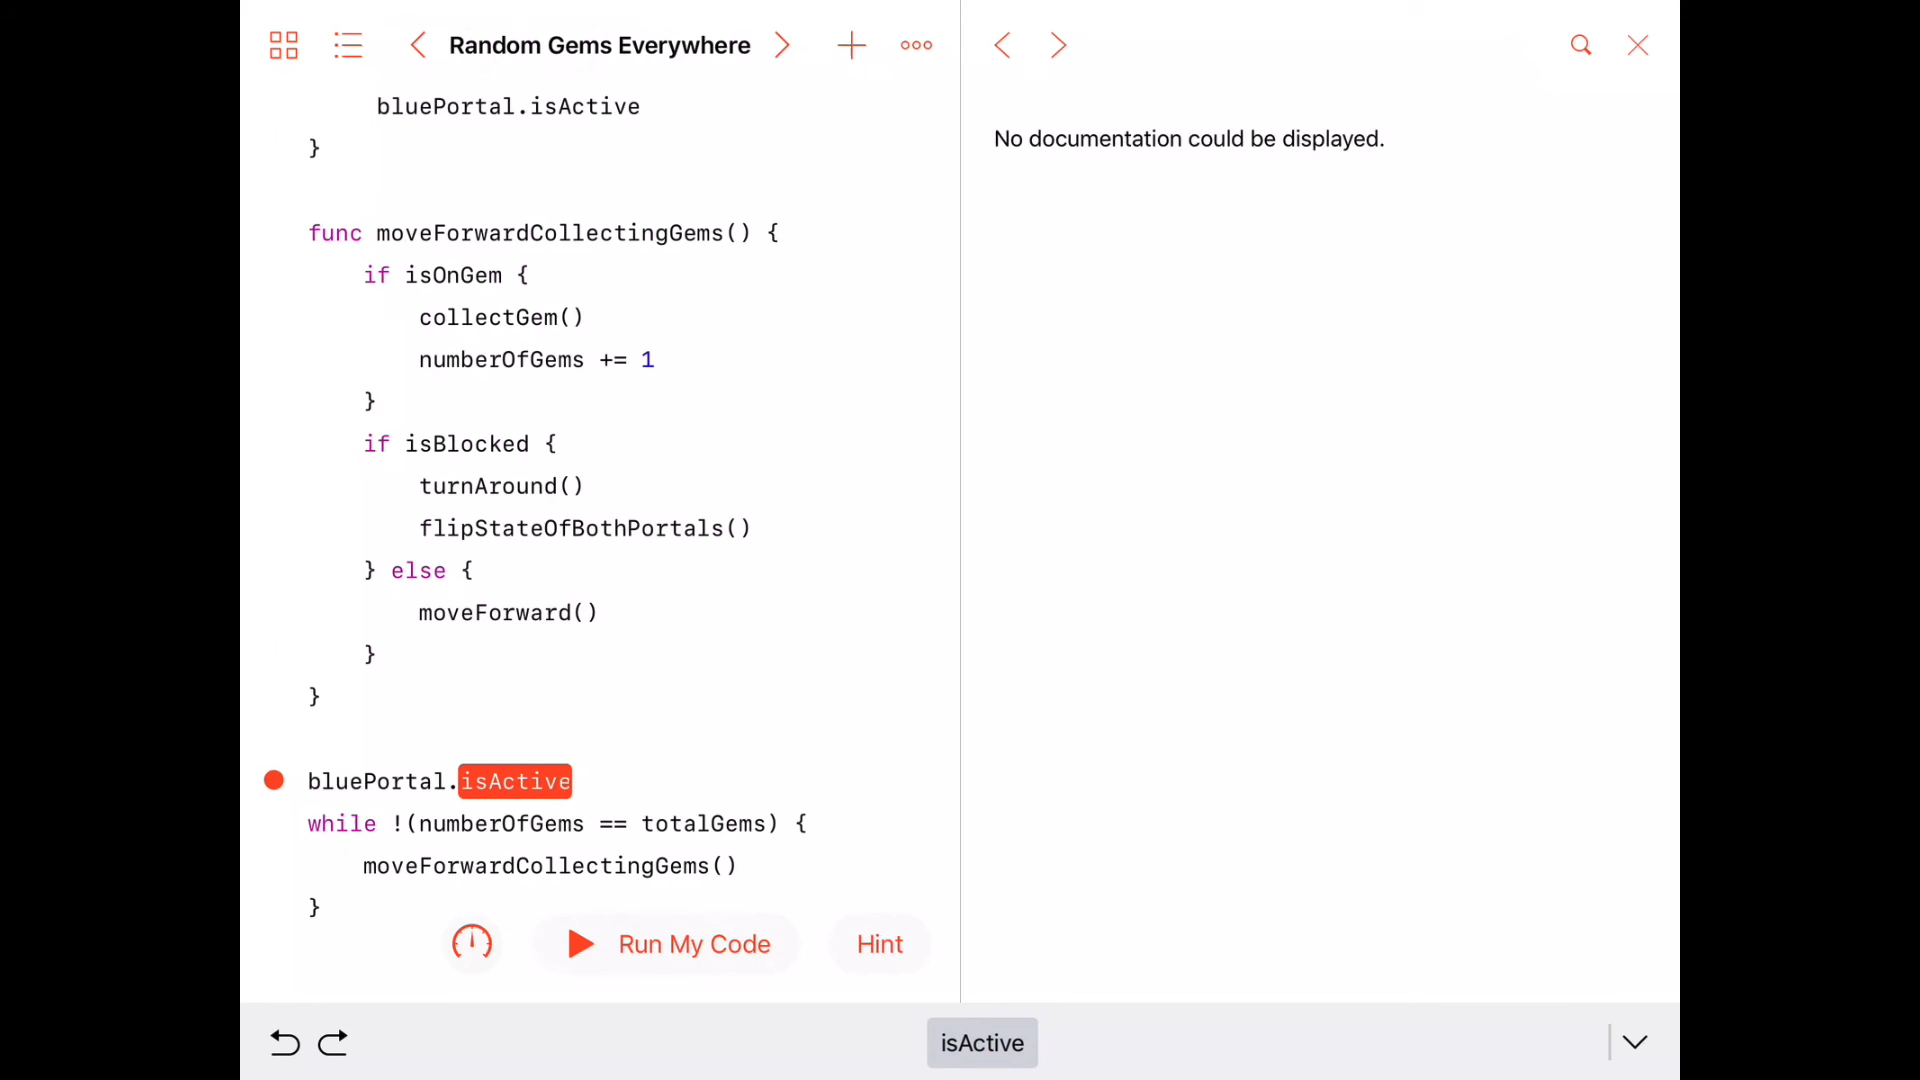 Random Gems Everywhere
bluePortal.isActive
}
func moveForwardCollectingGems() {
if isOnGem {
collectGem()
numberOfGems += 1
}
if isBlocked {
turnAround()
flipStateOfBothPortals()
} else {
moveForward()
}
}
bluePortal.isActive
while !(numberOfGems == totalGems) {
moveForwardCollectingGems()
}
Run My Code
Hint
No documentation could be displayed.
isActive